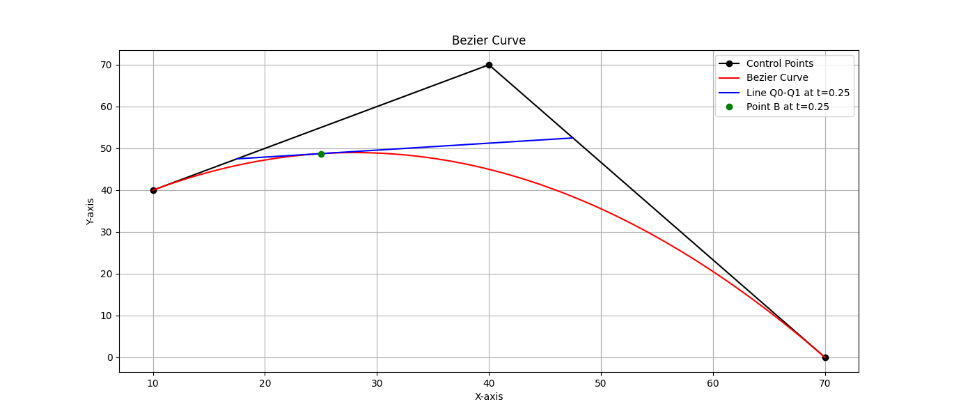 Bezier Curve
Control Points
Bezier Curve
Line Q0-Q1 at t=0.25
Point B at t=0.25
Y-axis
70
60
50
40
30
20
10
0
10 20 30 40 50 60 70
X-axis